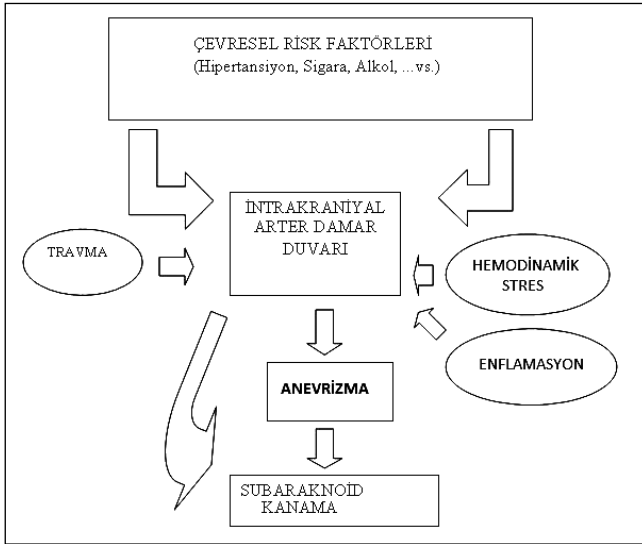 ÇEVRESEL RİSK FAKTÖRLERİ
(Hipertansiyon, Sigara, Alkol, ...vs.)
İNTRAKRANİYAL
ARTER DAMAR
DUVARI
TRAVMA
HEMODİNAMİK
STRES
ENFLAMASYON
ANEVRİZMA
SUBARAKNOİD
KANAMA